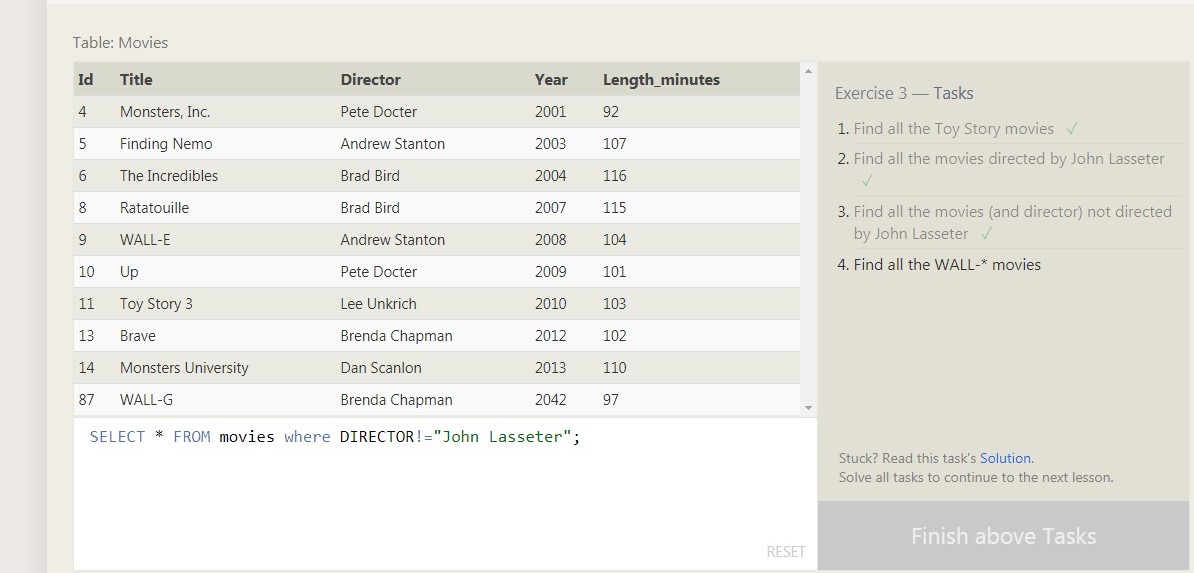 Table: Movies
Id Title Director Year Length_minutes
4 Monsters, Inc. Pete Docter 2001 92
5 Finding Nemo Andrew Stanton 2003 107
6 The Incredibles Brad Bird 2004 116
8 Ratatouille Brad Bird 2007 115
9 WALL-E Andrew Stanton 2008 104
10 Up Pete Docter 2009 101
11 Toy Story 3 Lee Unkrich 2010 103
13 Brave Brenda Chapman 2012 102
14 Monsters University Dan Scanlon 2013 110
87 WALL-G Brenda Chapman 2042 97
SELECT * FROM movies where DIRECTOR!="John Lasseter";
RESET
Exercise 3 — Tasks
1. Find all the Toy Story movies ✓
2. Find all the movies directed by John Lasseter
✓
3. Find all the movies (and director) not directed
by John Lasseter ✓
4. Find all the WALL-* movies
Stuck? Read this task's Solution.
Solve all tasks to continue to the next lesson.
Finish above Tasks